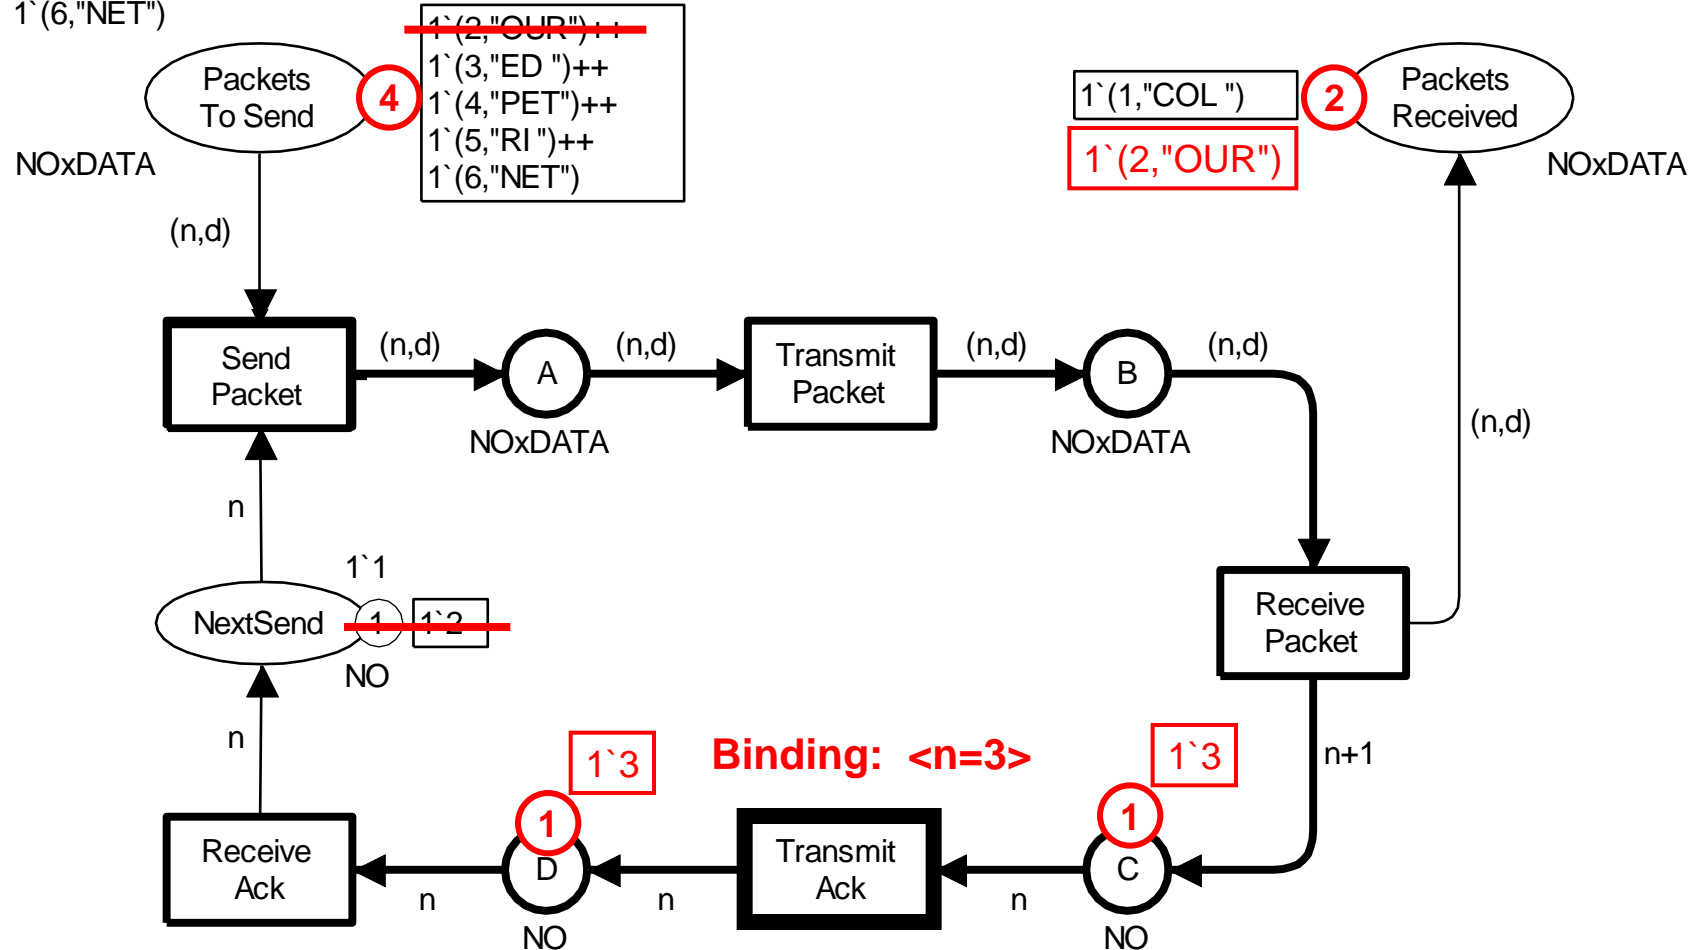 1`(6,"NET")
1`(2,"OUR")++
1`(3,"ED ")++
1`(4,"PET")++
1`(5,"RI ")++
1`(6,"NET")
Packets
To Send
4
NOxDATA
1`(1,"COL ")
1`(2,"OUR")
2
Packets
Received
NOxDATA
(n,d)
Send
Packet
(n,d)
A
NOxDATA
(n,d)
Transmit
Packet
(n,d)
B
NOxDATA
(n,d)
(n,d)
n
1`1
NextSend
1
1`2
NO
Receive
Packet
n
n+1
1`3
Binding: <n=3>
1`3
Receive
Ack
n
1
D
NO
n
Transmit
Ack
n
1
C
NO